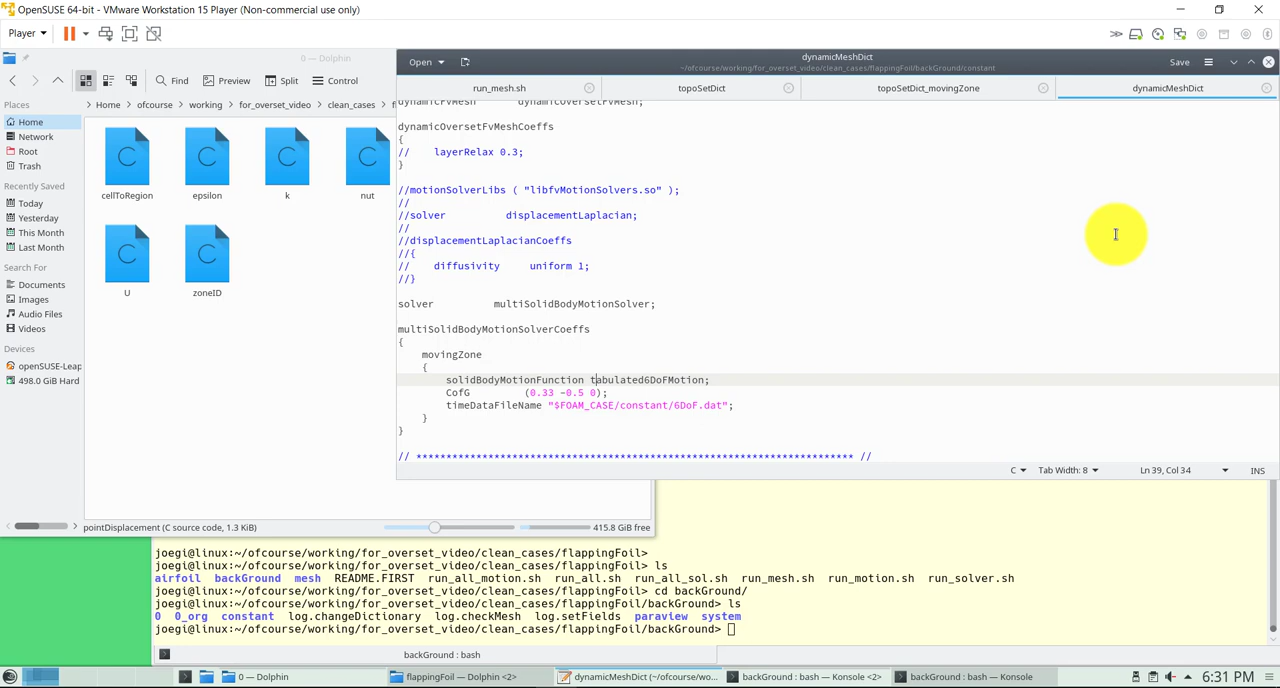 OpenSUSE 64-bit - VMware Workstation 15 Player (Non-commercial use only)
Player
0 — Dolphin
Find Preview Split Control
Places
Home
Network
Root
Trash
Recently Saved
Today
Yesterday
This Month
Last Month
Search For
Documents
Images
Audio Files
Videos
Devices
openSUSE-Leap
498.0 GiB Hard
Home > ofcourse > working > for_overset_video > clean_cases >
cellToRegion
epsilon
k
nut
U
zoneID
pointDisplacement (C source code, 1.3 KiB)
415.8 GiB free
Open
dynamicMeshDict
~/ofcourse/working/for_overset_video/clean_cases/flappingFoil/backGround/constant
Save
run_mesh.sh
topoSetDict
topoSetDict_movingZone
dynamicMeshDict
dynamicFvMesh dynamicOversetFvMesh;
dynamicOversetFvMeshCoeffs
{
// layerRelax 0.3;
}
//motionSolverLibs ( "libfvMotionSolvers.so" );
//
//solver displacementLaplacian;
//
//displacementLaplacianCoeffs
//{
// diffusivity uniform 1;
//}
solver multiSolidBodyMotionSolver;
multiSolidBodyMotionSolverCoeffs
{
movingZone
{
solidBodyMotionFunction tabulated6DoFMotion;
CofG (0.33 -0.5 0);
timeDataFileName "$FOAM_CASE/constant/6DoF.dat";
}
}
// ************************************************************************* //
C Tab Width: 8 Ln 39, Col 34 INS
joegi@linux:~/ofcourse/working/for_overset_video/clean_cases/flappingFoil>
joegi@linux:~/ofcourse/working/for_overset_video/clean_cases/flappingFoil> ls
airfoil backGround mesh README.FIRST run_all_motion.sh run_all.sh run_all_sol.sh run_mesh.sh run_motion.sh run_solver.sh
joegi@linux:~/ofcourse/working/for_overset_video/clean_cases/flappingFoil> cd backGround/
joegi@linux:~/ofcourse/working/for_overset_video/clean_cases/flappingFoil/backGround> ls
0 0_org constant log.changeDictionary log.checkMesh log.setFields paraview system
joegi@linux:~/ofcourse/working/for_overset_video/clean_cases/flappingFoil/backGround>
backGround : bash
0 — Dolphin
flappingFoil — Dolphin <2>
dynamicMeshDict (~/ofcourse/wo...
backGround : bash — Konsole <2>
backGround : bash — Konsole
6:31 PM